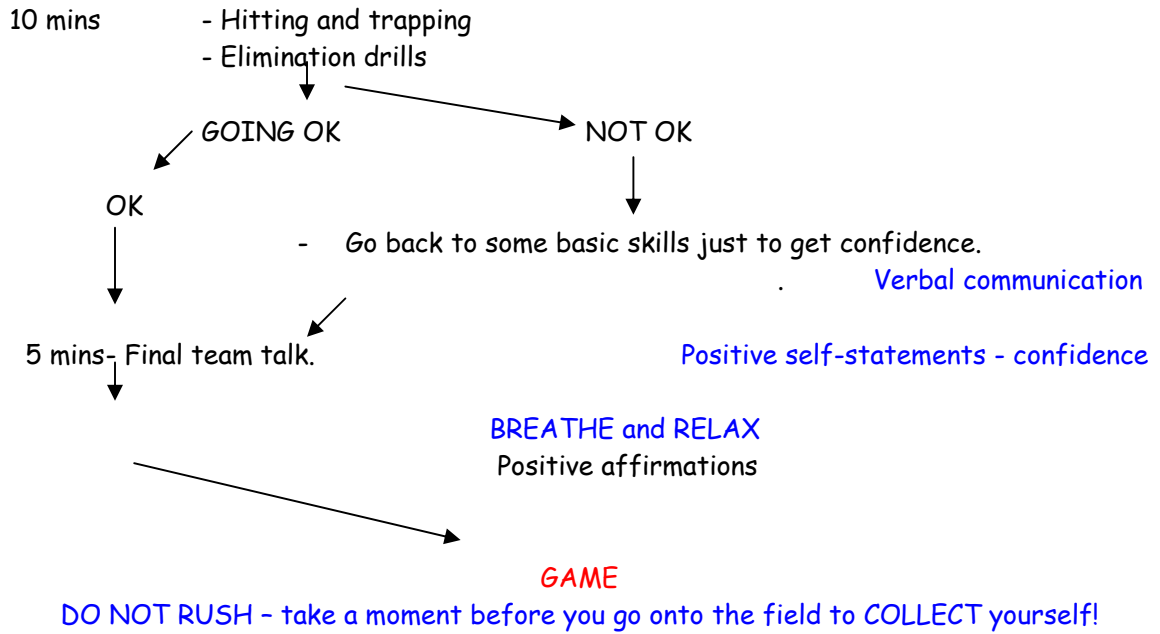 10 mins - Hitting and trapping
- Elimination drills
GOING OK NOT OK
OK
- Go back to some basic skills just to get confidence.
. Verbal communication
5 mins- Final team talk. Positive self-statements - confidence
BREATHE and RELAX
Positive affirmations
GAME
DO NOT RUSH – take a moment before you go onto the field to COLLECT yourself!